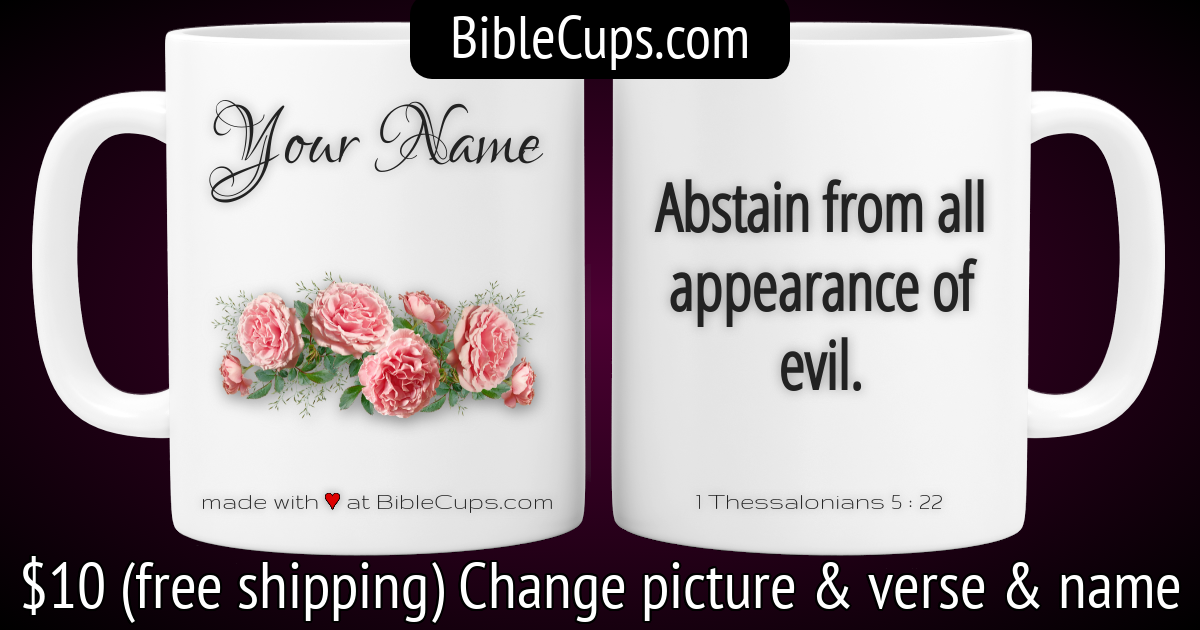 BibleCups.com
Your Name
made with ♥ at BibleCups.com
Abstain from all
appearance of
evil.
1 Thessalonians 5 : 22
$10 (free shipping) Change picture & verse & name